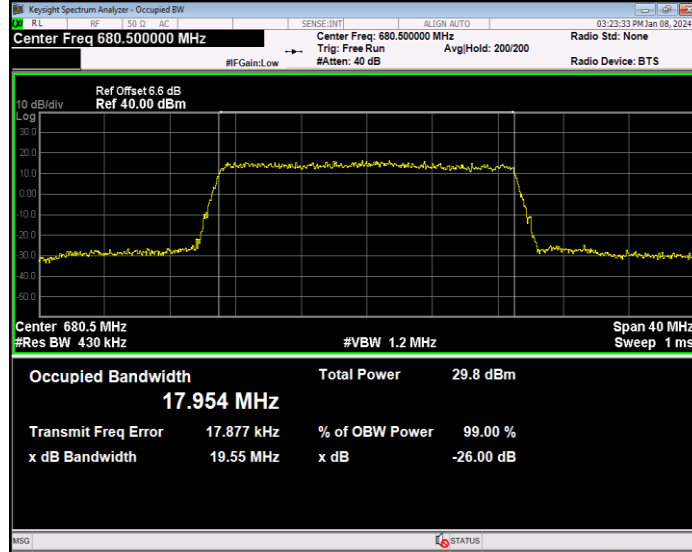 Keysight Spectrum Analyzer - Occupied BW
RL RF 50 Ω AC SENSE:INT ALIGN AUTO 03:23:33 PM Jan 08, 2024
Center Freq 680.500000 MHz
Center Freq: 680.500000 MHz
Radio Std: None
Trig: Free Run Avg|Hold: 200/200
#IFGain:Low #Atten: 40 dB Radio Device: BTS
Ref Offset 6.6 dB
10 dB/div Ref 40.00 dBm
Log
30.0
20.0
10.0
0.00
-10.0
-20.0
-30.0
-40.0
-50.0
Center 680.5 MHz Span 40 MHz
#Res BW 430 kHz #VBW 1.2 MHz Sweep 1 ms
Occupied Bandwidth Total Power 29.8 dBm
17.954 MHz
Transmit Freq Error 17.877 kHz % of OBW Power 99.00 %
x dB Bandwidth 19.55 MHz x dB -26.00 dB
MSG STATUS